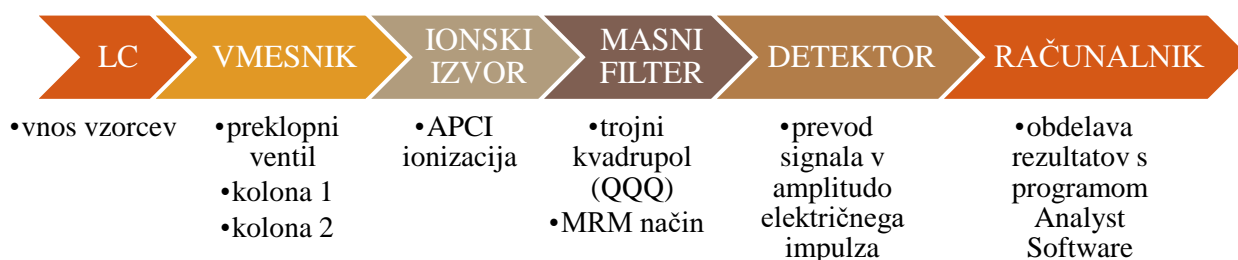 LC
VMESNIK
IONSKI
IZVOR
MASNI
FILTER
DETEKTOR
RAČUNALNIK
•vnos vzorcev
•preklopni
ventil
•kolona 1
•kolona 2
•APCI
ionizacija
•trojni
kvadrupol
(QQQ)
•MRM način
•prevod
signala v
amplitudo
električnega
impulza
•obdelava
rezultatov s
programom
Analyst
Software